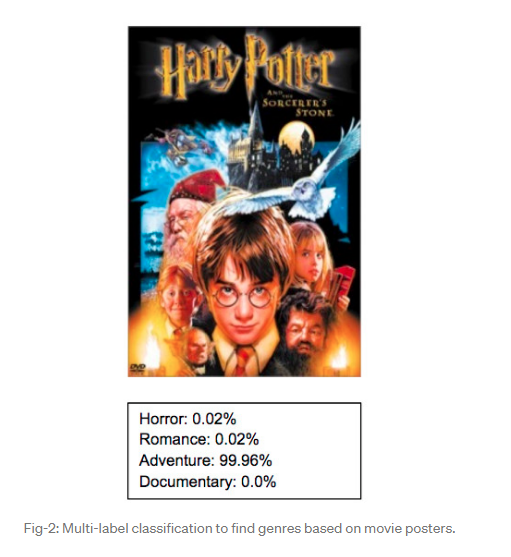 Harry Potter
AND THE
SORCERER'S
STONE
DVD
Horror: 0.02%
Romance: 0.02%
Adventure: 99.96%
Documentary: 0.0%
Fig-2: Multi-label classification to find genres based on movie posters.